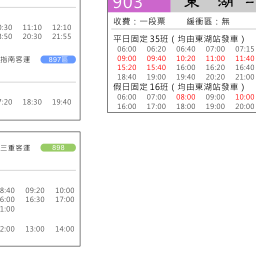 :30 11:10 12:10
:50 20:30 21:55
指南客運 897區
7:20 18:30 19:40
三重客運 898
8:40 09:20 10:00
6:00 16:30 17:00
1:00
2:00 13:00 14:00
903 東 湖
收費：一段票 緩衝區：無
平日固定35班（均由東湖站發車）
06:00 06:20 06:40 07:00 07:15
09:00 09:40 10:20 11:00 11:40
15:20 15:40 16:00 16:20 16:40
18:40 19:00 19:40 20:20 21:00
假日固定16班（均由東湖站發車）
06:00 07:00 08:00 09:00 10:00
16:00 17:00 18:00 19:00 20:00